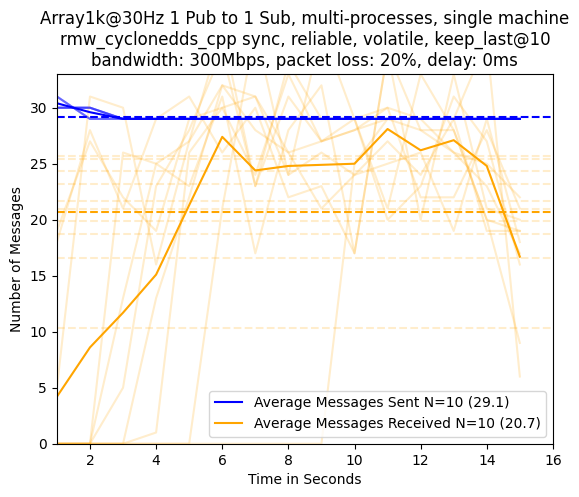 Array1k@30Hz 1 Pub to 1 Sub, multi-processes, single machine
rmw_cyclonedds_cpp sync, reliable, volatile, keep_last@10
bandwidth: 300Mbps, packet loss: 20%, delay: 0ms
Number of Messages
30
25
20
15
10
5
0
Average Messages Sent N=10 (29.1)
Average Messages Received N=10 (20.7)
2 4 6 8 10 12 14 16
Time in Seconds